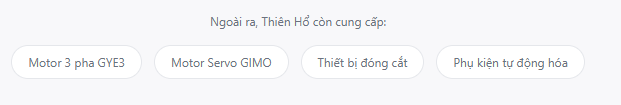 Ngoài ra, Thiên Hổ còn cung cấp:
Motor 3 pha GYE3 Motor Servo GIMO Thiết bị đóng cắt Phụ kiện tự động hóa